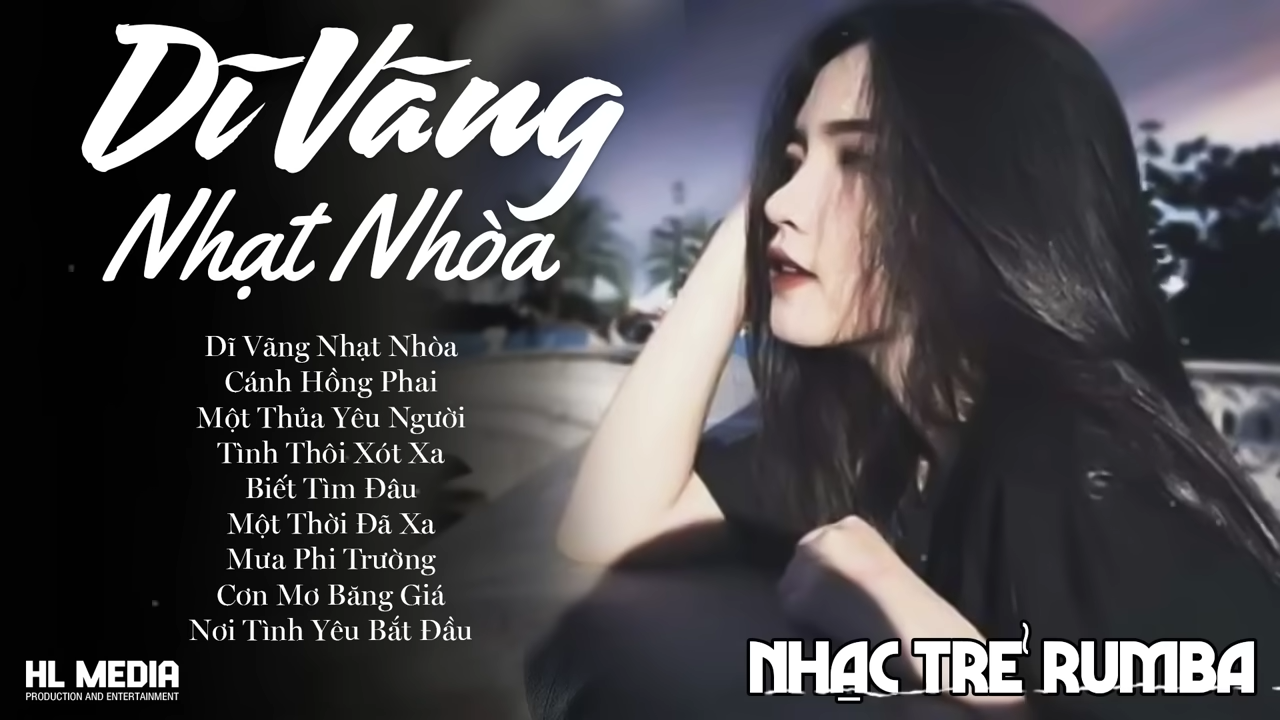 Dĩ Vãng
Nhạt Nhòa
Dĩ Vãng Nhạt Nhòa
Cánh Hồng Phai
Một Thủa Yêu Người
Tình Thôi Xót Xa
Biết Tìm Đâu
Một Thời Đã Xa
Mưa Phi Trường
Cơn Mơ Băng Giá
Nơi Tình Yêu Bắt Đầu
HL MEDIA
PRODUCTION AND ENTERTAINMENT
NHẠC TRẺ RUMBA